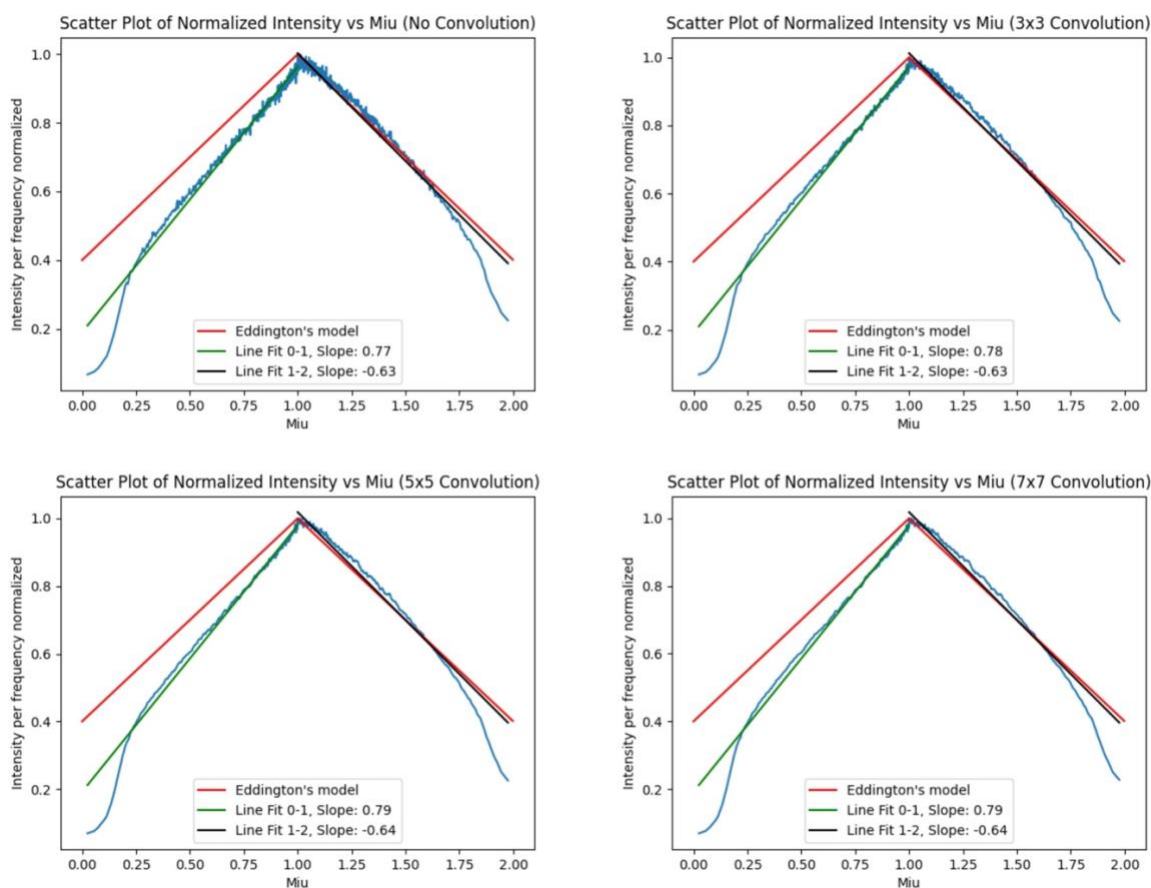 Scatter Plot of Normalized Intensity vs Miu (No Convolution)
Intensity per frequency normalized
1.0
0.8
0.6
0.4
0.2
Eddington's model
Line Fit 0-1, Slope: 0.77
Line Fit 1-2, Slope: -0.63
0.00 0.25 0.50 0.75 1.00 1.25 1.50 1.75 2.00
Miu
Scatter Plot of Normalized Intensity vs Miu (3x3 Convolution)
Intensity per frequency normalized
1.0
0.8
0.6
0.4
0.2
Eddington's model
Line Fit 0-1, Slope: 0.78
Line Fit 1-2, Slope: -0.63
0.00 0.25 0.50 0.75 1.00 1.25 1.50 1.75 2.00
Miu
Scatter Plot of Normalized Intensity vs Miu (5x5 Convolution)
Intensity per frequency normalized
1.0
0.8
0.6
0.4
0.2
Eddington's model
Line Fit 0-1, Slope: 0.79
Line Fit 1-2, Slope: -0.64
0.00 0.25 0.50 0.75 1.00 1.25 1.50 1.75 2.00
Miu
Scatter Plot of Normalized Intensity vs Miu (7x7 Convolution)
Intensity per frequency normalized
1.0
0.8
0.6
0.4
0.2
Eddington's model
Line Fit 0-1, Slope: 0.79
Line Fit 1-2, Slope: -0.64
0.00 0.25 0.50 0.75 1.00 1.25 1.50 1.75 2.00
Miu